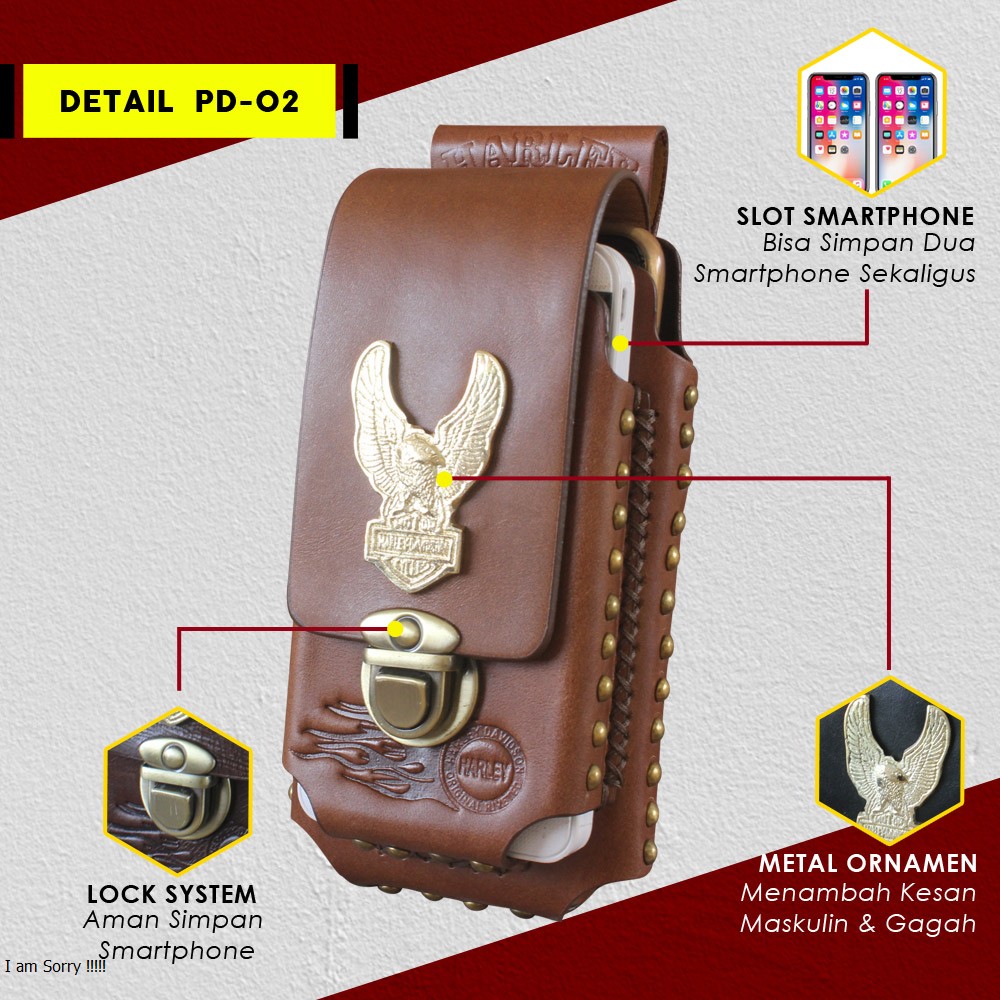 DETAIL PD-02
HARLEY
SLOT SMARTPHONE
Bisa Simpan Dua
Smartphone Sekaligus
HARLEY
LOCK SYSTEM
Aman Simpan
Smartphone
METAL ORNAMEN
Menambah Kesan
Maskulin & Gagah
I am Sorry !!!!!